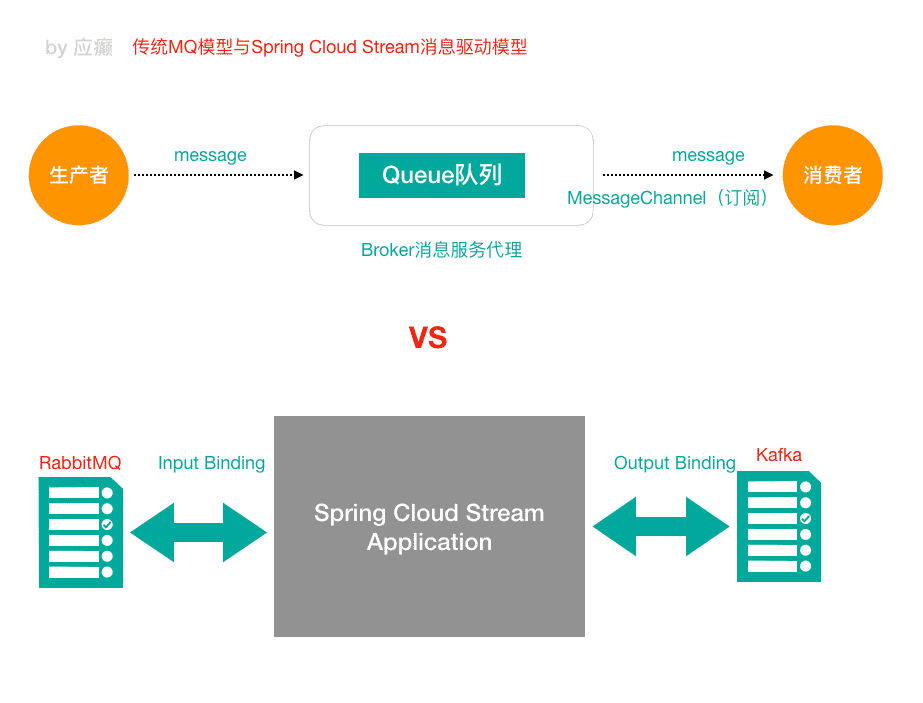 by 应癫 传统MQ模型与Spring Cloud Stream消息驱动模型
生产者
message
Queue队列
message
MessageChannel（订阅）
消费者
Broker消息服务代理
VS
RabbitMQ
Input Binding
Spring Cloud Stream
Application
Output Binding
Kafka